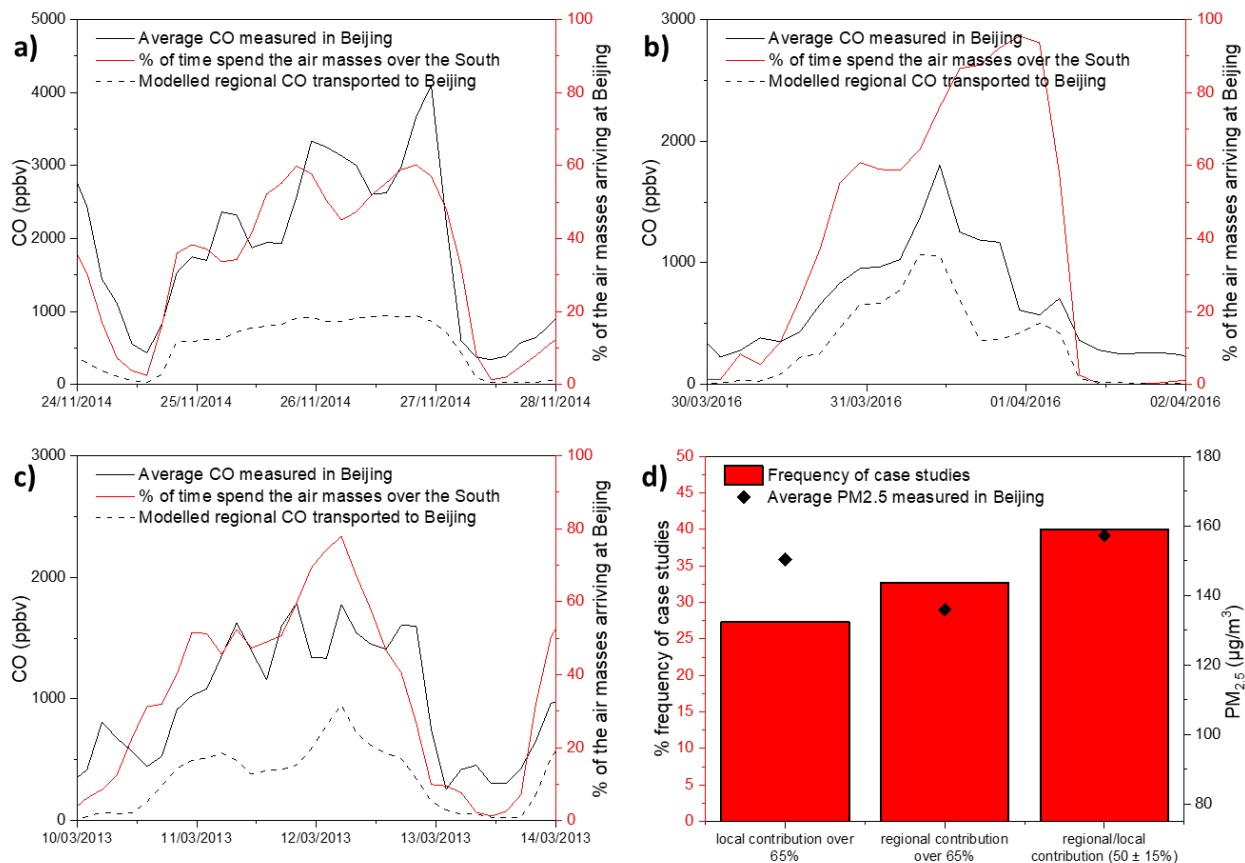 a)
Average CO measured in Beijing
% of time spend the air masses over the South
Modelled regional CO transported to Beijing
CO (ppbv)
5000
4000
3000
2000
1000
0
100
80
60
40
20
0
% of the air masses arriving at Beijing
24/11/2014
25/11/2014
26/11/2014
27/11/2014
28/11/2014
b)
Average CO measured in Beijing
% of time spend the air masses over the South
Modelled regional CO transported to Beijing
CO (ppbv)
3000
2000
1000
0
100
80
60
40
20
0
% of the air masses arriving at Beijing
30/03/2016
31/03/2016
01/04/2016
02/04/2016
c)
Average CO measured in Beijing
% of time spend the air masses over the South
Modelled regional CO transported to Beijing
CO (ppbv)
3000
2000
1000
0
100
80
60
40
20
0
% of the air masses arriving at Beijing
10/03/2013
11/03/2013
12/03/2013
13/03/2013
14/03/2013
d)
Frequency of case studies
Average PM2.5 measured in Beijing
% frequency of case studies
50
45
40
35
30
25
20
15
10
5
0
180
160
140
120
100
80
PM2.5 (µg/m³)
local contribution over
65%
regional contribution
over 65%
regional/local
contribution (50 ± 15%)